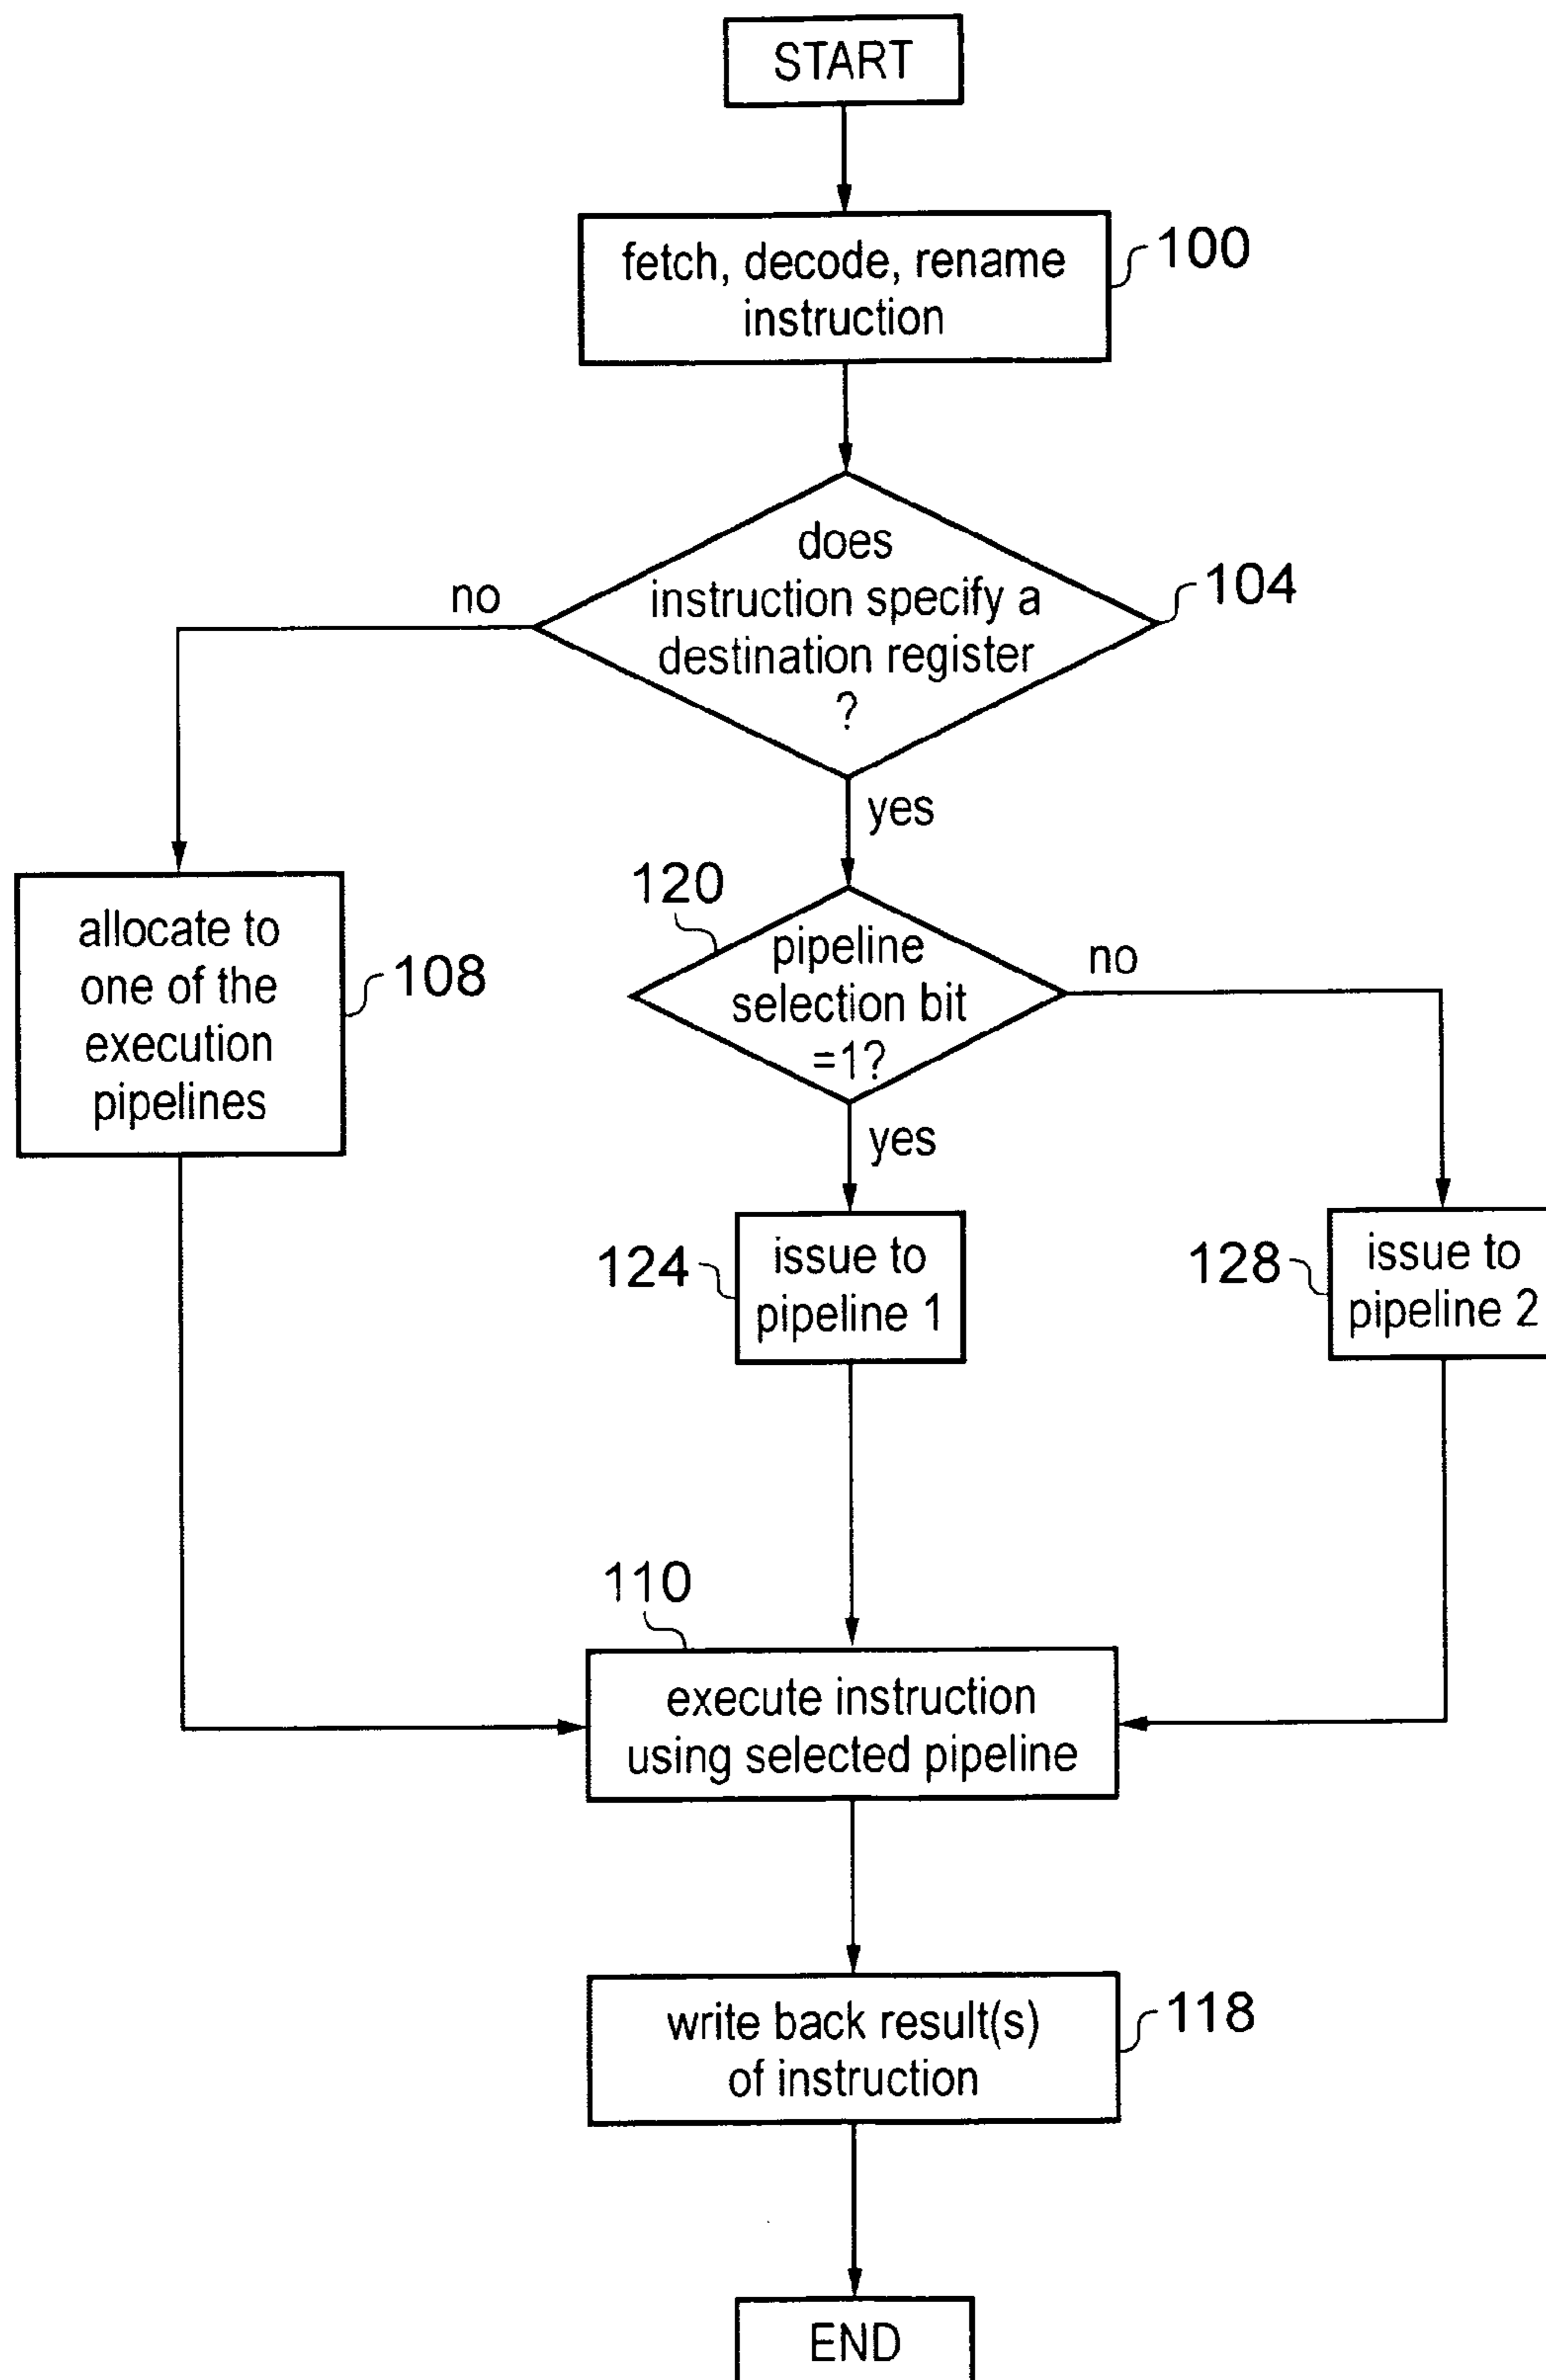 START
fetch, decode, rename
instruction
100
does
instruction specify a
destination register
?
104
no
yes
120
pipeline
selection bit
=1?
no
yes
allocate to
one of the
execution
pipelines
108
124
issue to
pipeline 1
128
issue to
pipeline 2
110
execute instruction
using selected pipeline
write back result(s)
of instruction
118
END